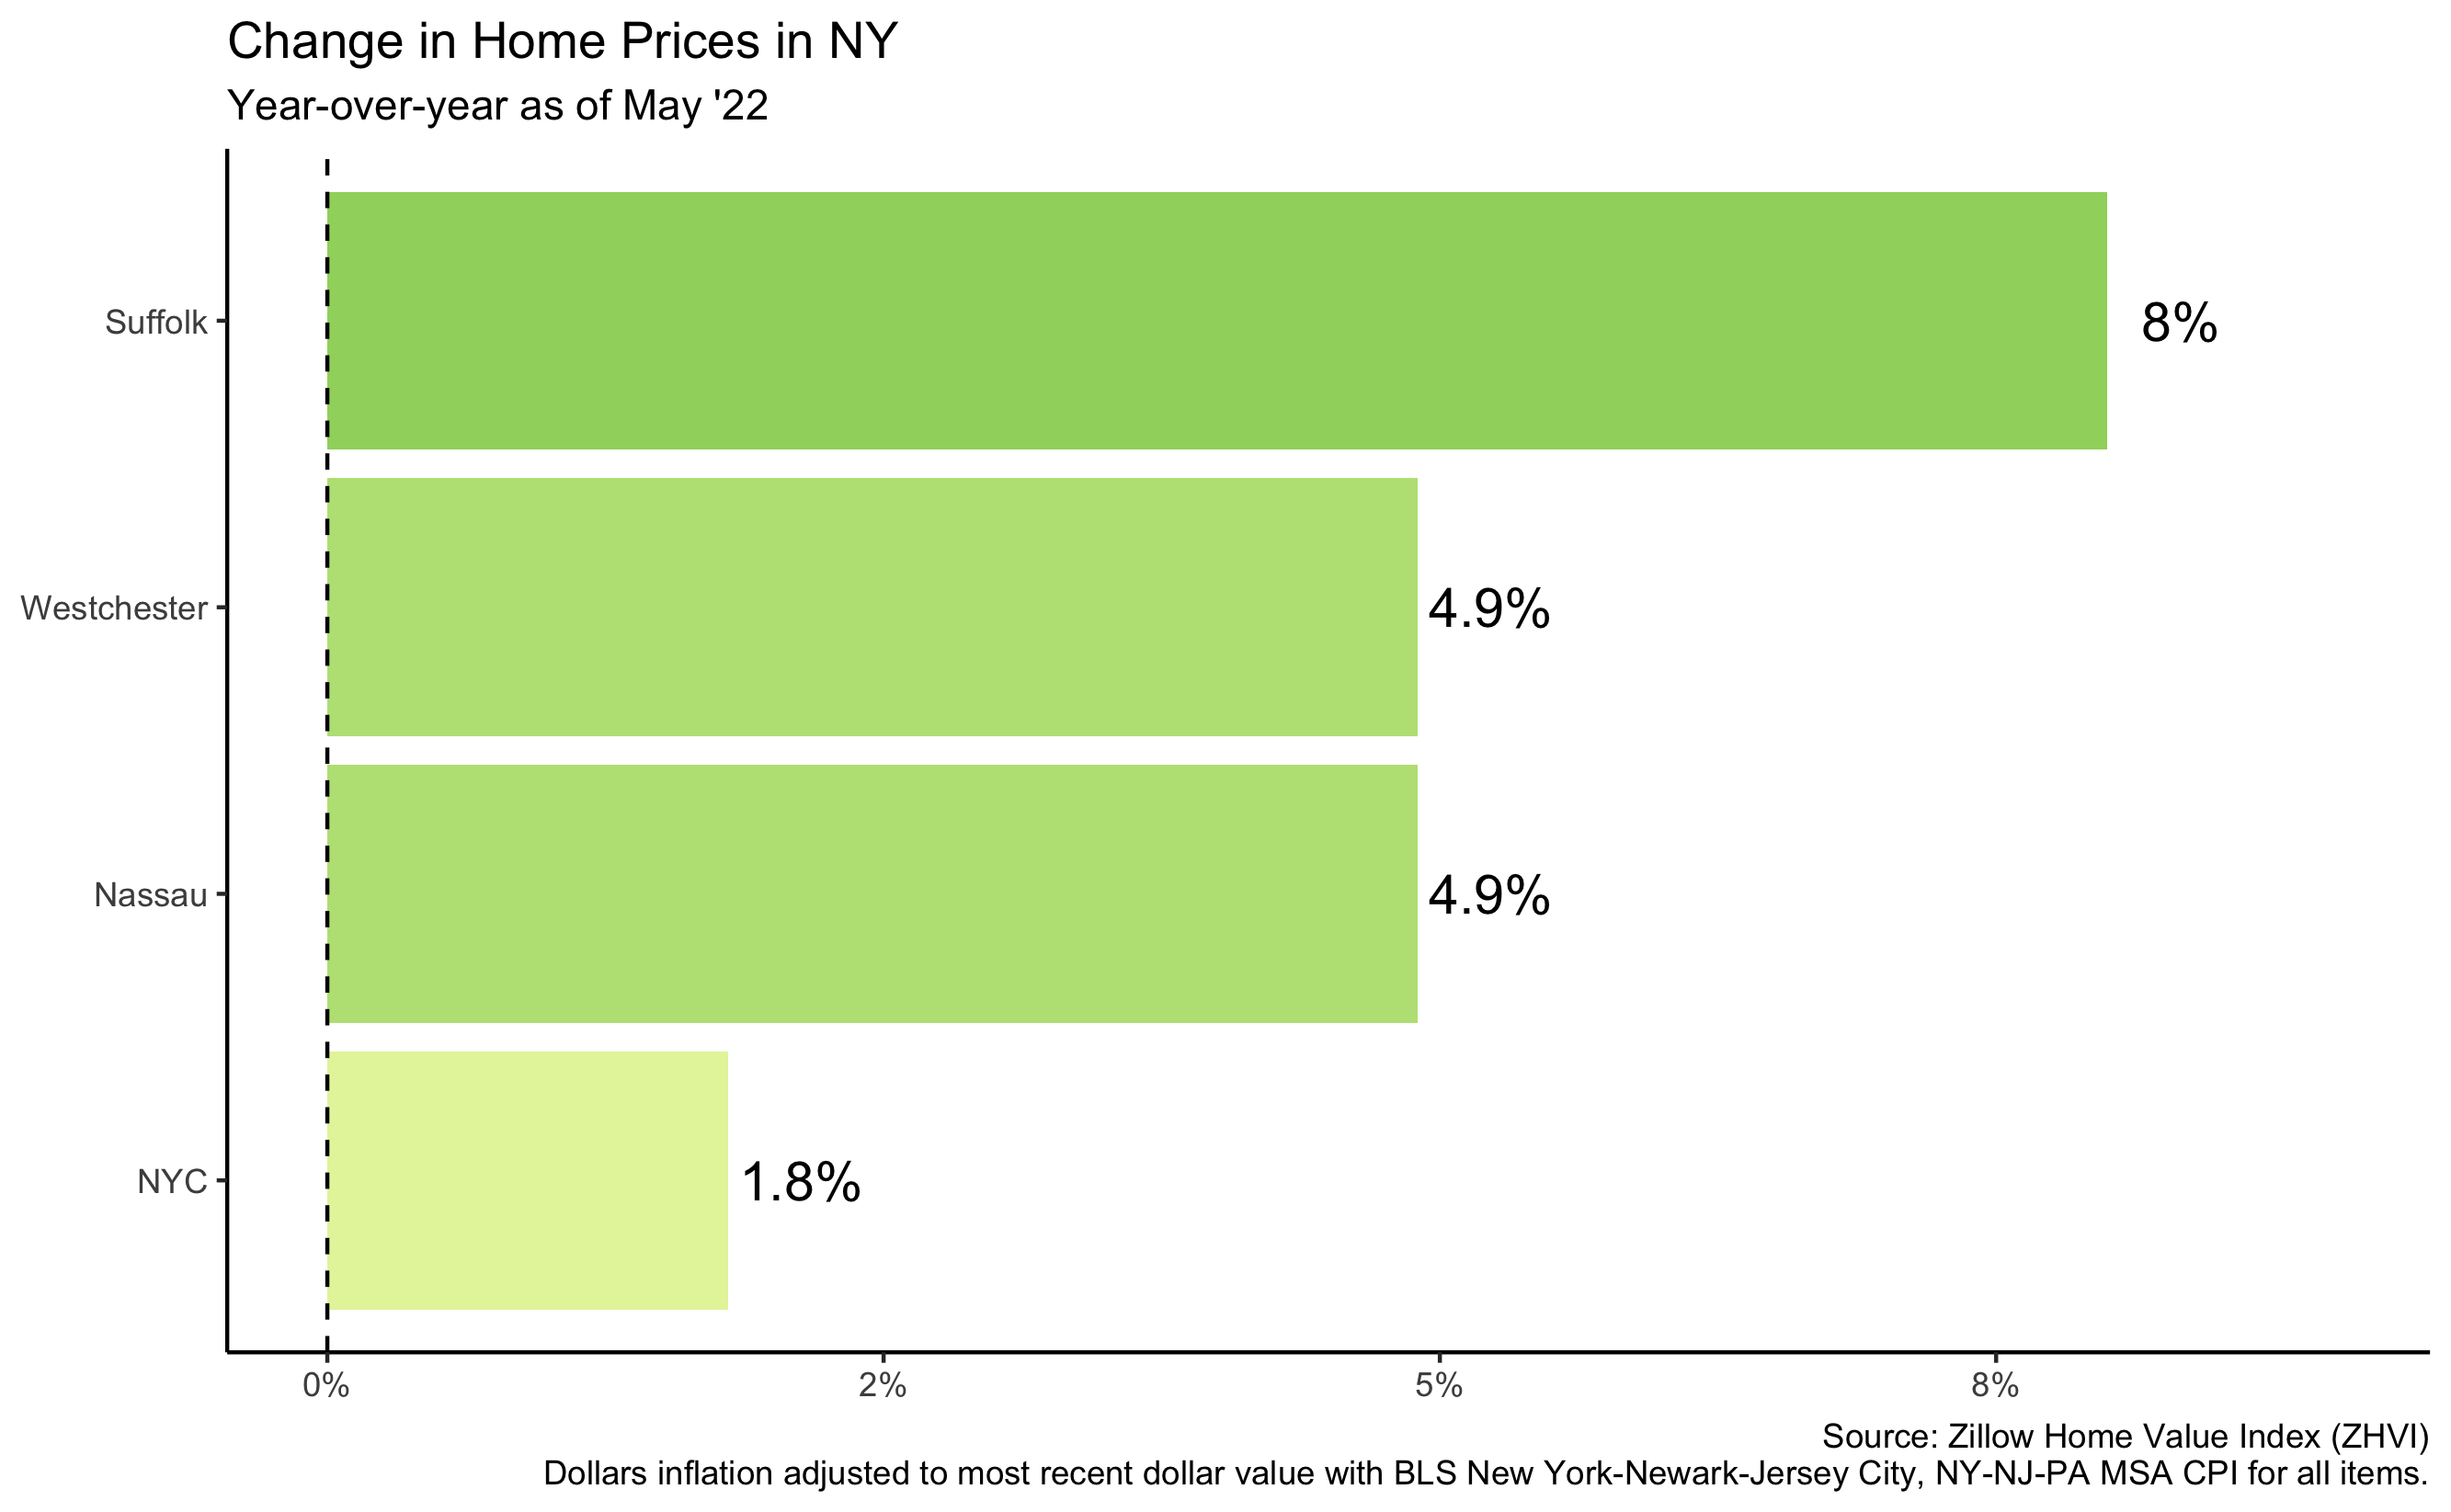 Change in Home Prices in NY
Year-over-year as of May '22
Suffolk
8%
Westchester
4.9%
Nassau
4.9%
NYC
1.8%
0% 2% 5% 8%
Source: Zillow Home Value Index (ZHVI)
Dollars inflation adjusted to most recent dollar value with BLS New York-Newark-Jersey City, NY-NJ-PA MSA CPI for all items.